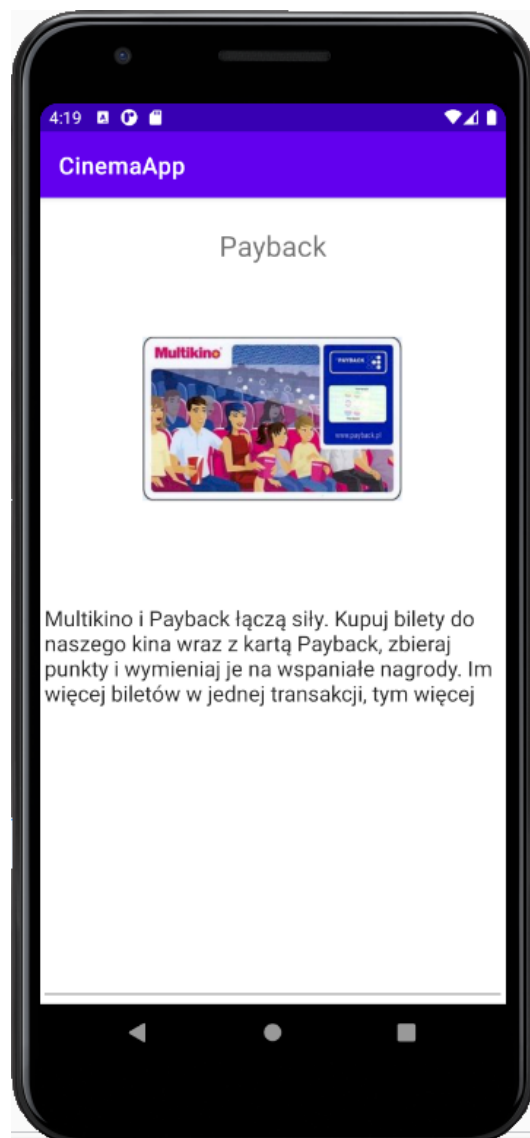 4:19
CinemaApp
Payback
Multikino
PAYBACK
www.payback.pl
Multikino i Payback łączą siły. Kupuj bilety do
naszego kina wraz z kartą Payback, zbieraj
punkty i wymieniaj je na wspaniałe nagrody. Im
więcej biletów w jednej transakcji, tym więcej